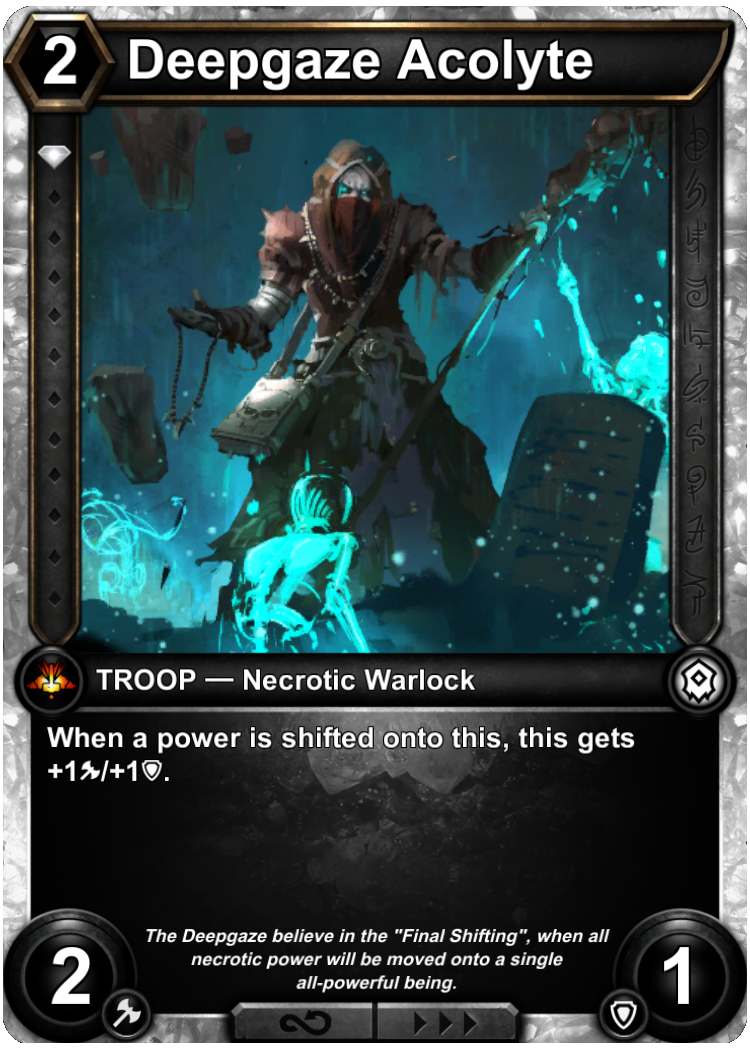 2 Deepgaze Acolyte
TROOP — Necrotic Warlock
When a power is shifted onto this, this gets
+1/+1.
The Deepgaze believe in the "Final Shifting", when all
necrotic power will be moved onto a single
all-powerful being.
2 1